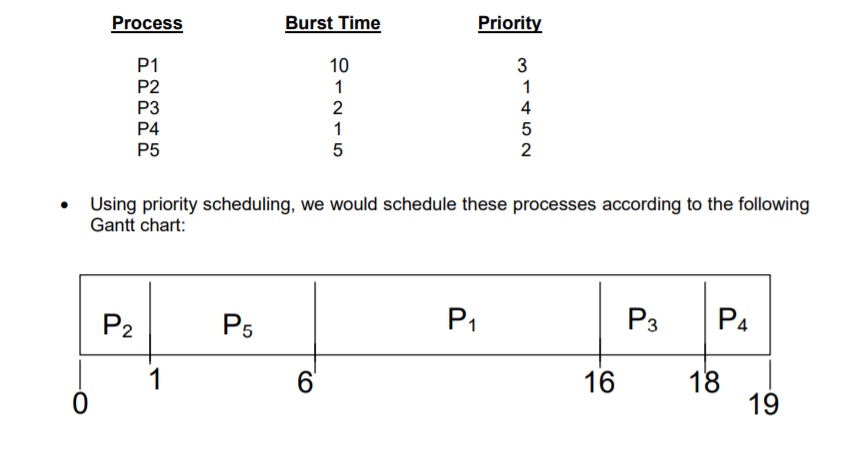 Process Burst Time Priority
P1 10 3
P2 1 1
P3 2 4
P4 1 5
P5 5 2
• Using priority scheduling, we would schedule these processes according to the following
Gantt chart:
P2 P5 P1 P3 P4
0 1 6 16 18 19